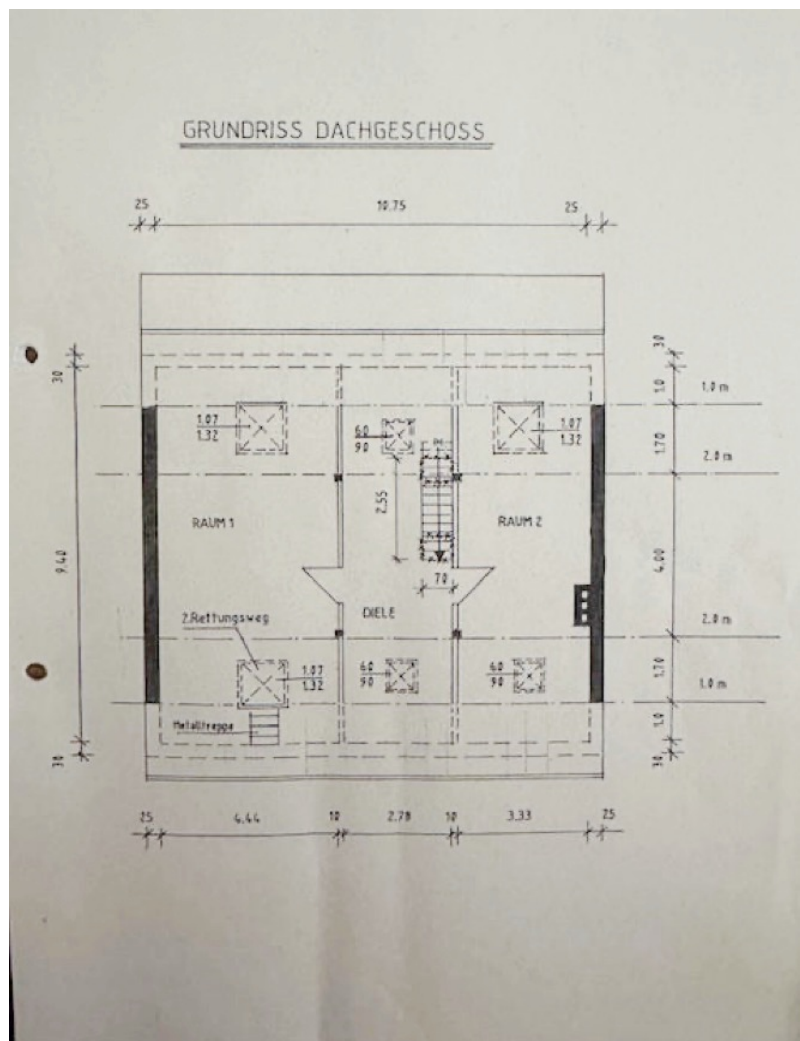 GRUNDRISS DACHGESCHOSS
25 10.75 25
30 30
1.0 1.0 m
1.07 60 1.07
1.32 90 1.32
1.70
2.0 m
2.55
RAUM 1 RAUM 2
9.40 4.00
70
DIELE
2.Rettungsweg 2.0 m
1.07 60 60
1.32 90 90
1.70
1.0 m
Metalltreppe
1.0
30 30
25 4.44 10 2.78 10 3.33 25